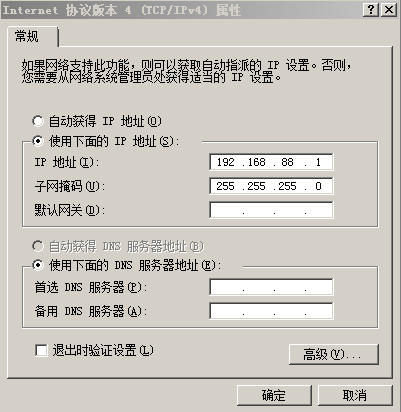 Internet 协议版本 4 (TCP/IPv4) 属性
常规
如果网络支持此功能，则可以获取自动指派的 IP 设置。否则，
您需要从网络系统管理员处获得适当的 IP 设置。
自动获得 IP 地址(O)
使用下面的 IP 地址(S):
IP 地址(I): 192 .168 . 88 . 1
子网掩码(U): 255 .255 .255 . 0
默认网关(D): . . .
自动获得 DNS 服务器地址(B)
使用下面的 DNS 服务器地址(E):
首选 DNS 服务器(P): . . .
备用 DNS 服务器(A): . . .
退出时验证设置(L)
高级(V)...
确定 取消